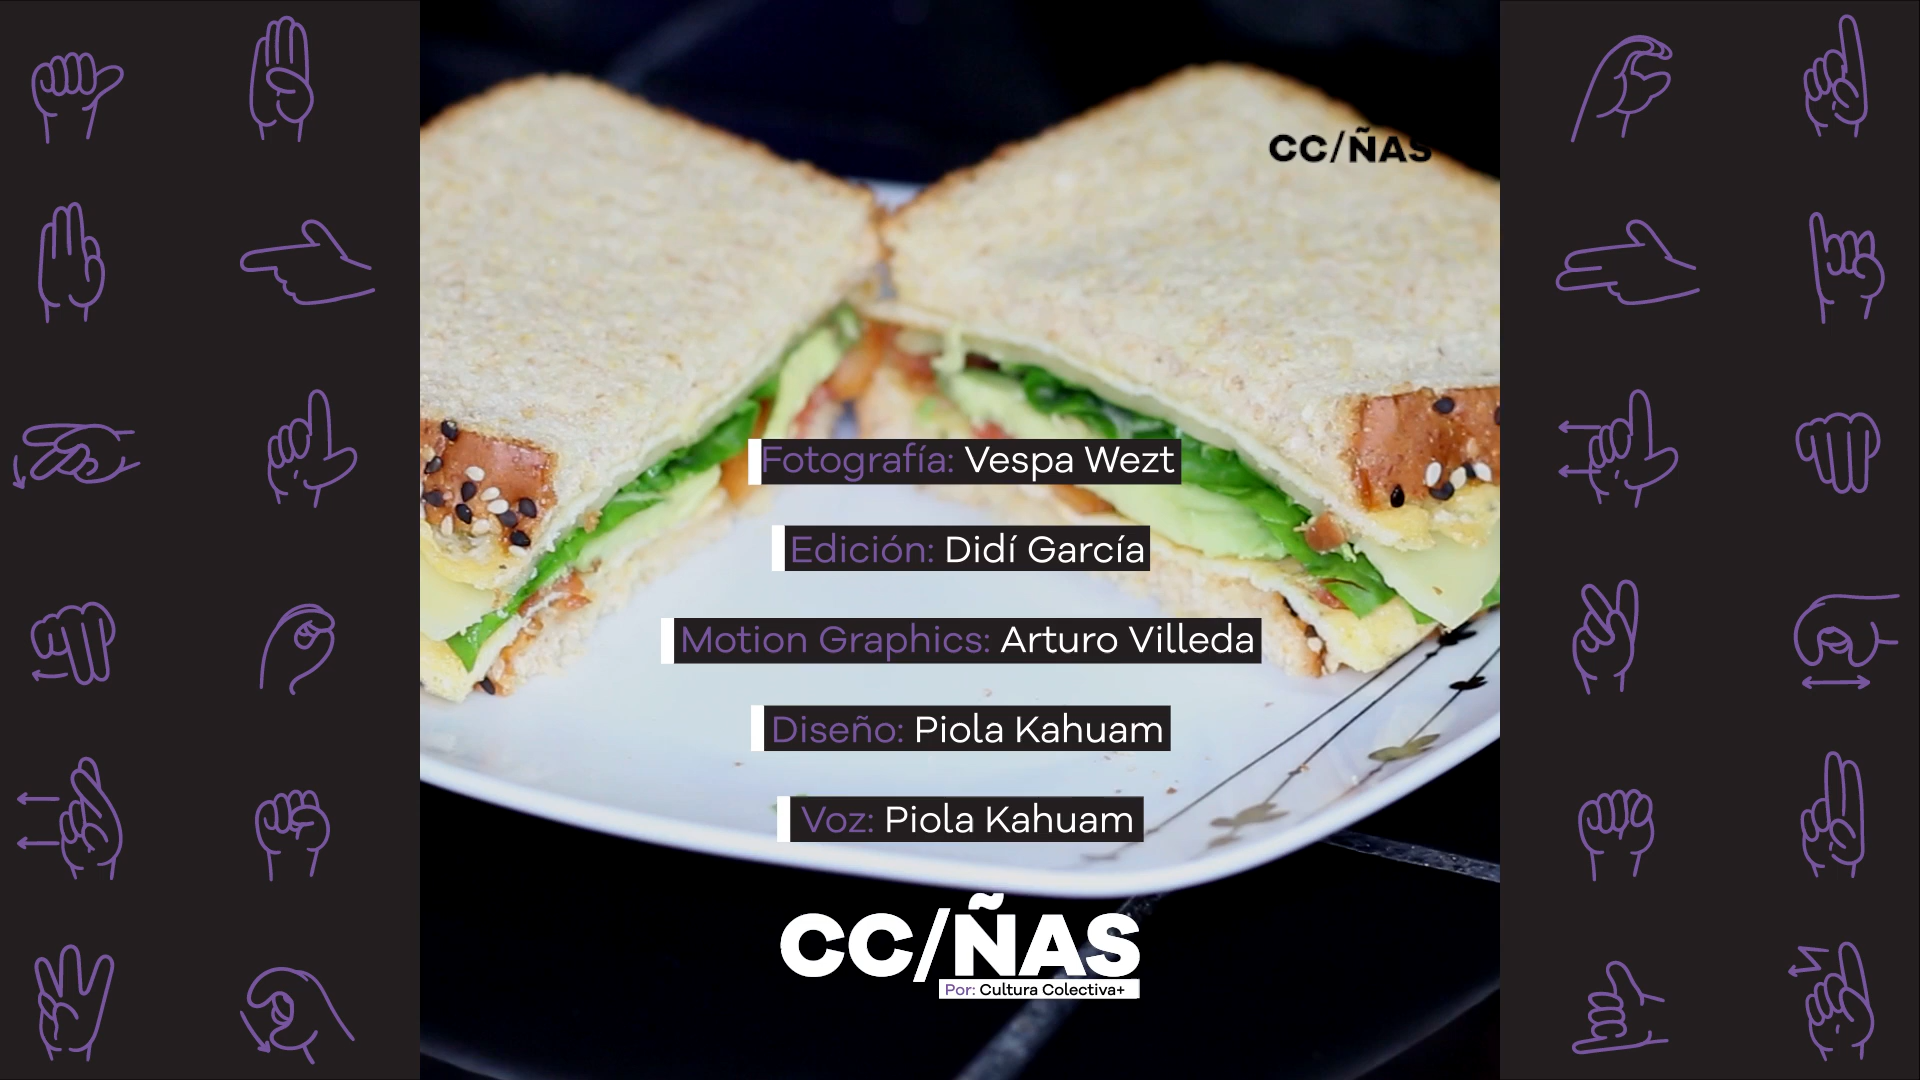 CC/ÑAS
Fotografía: Vespa Wezt
Edición: Didí García
Motion Graphics: Arturo Villeda
Diseño: Piola Kahuam
Voz: Piola Kahuam
CC/ÑAS
Por: Cultura Colectiva+